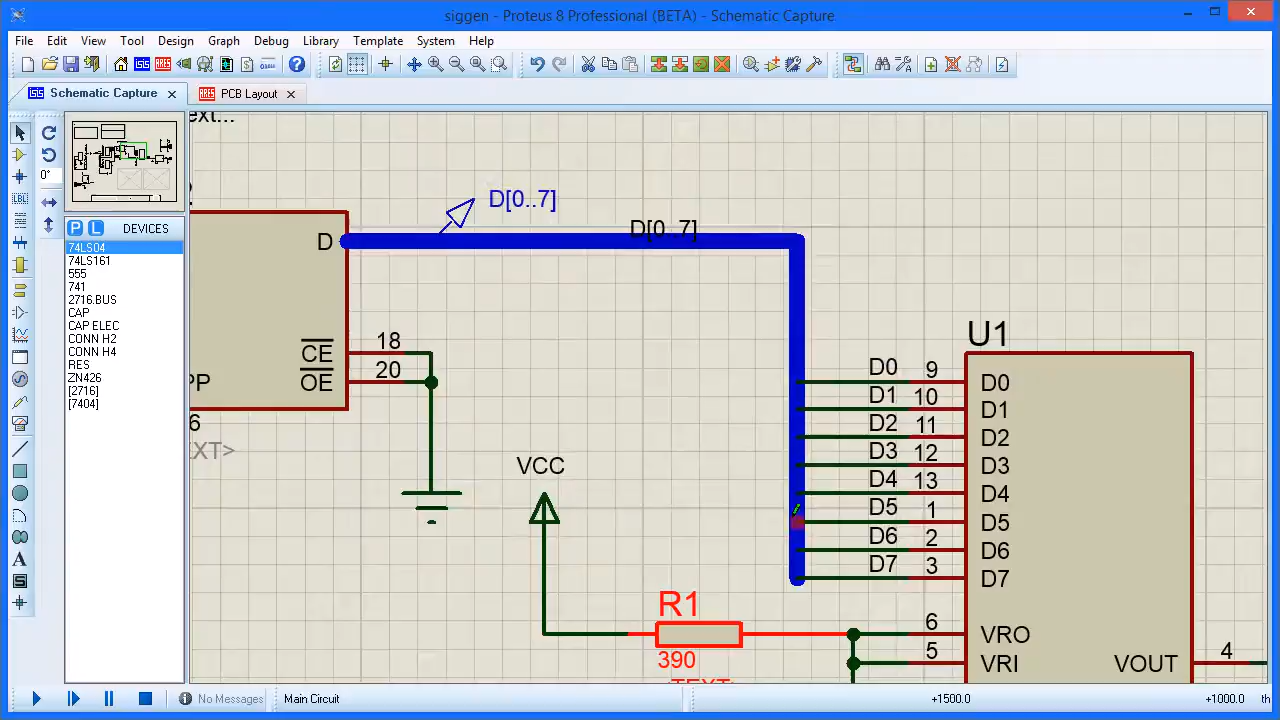 siggen - Proteus 8 Professional (BETA) - Schematic Capture
File Edit View Tool Design Graph Debug Library Template System Help
Schematic Capture
PCB Layout
0°
LBL
P L DEVICES
74LS04
74LS161
555
741
2716.BUS
CAP
CAP ELEC
CONN H2
CONN H4
RES
ZN426
[2716]
[7404]
A
S
ext...
D[0..7]
D[0..7]
D
18
CE
20
OE
PP
6
EXT>
VCC
U1
D0 9 D0
D1 10 D1
D2 11 D2
D3 12 D3
D4 13 D4
D5 1 D5
D6 2 D6
D7 3 D7
R1
390
6 VRO
5 VRI
VOUT 4
No Messages
Main Circuit
+1500.0
+1000.0
th